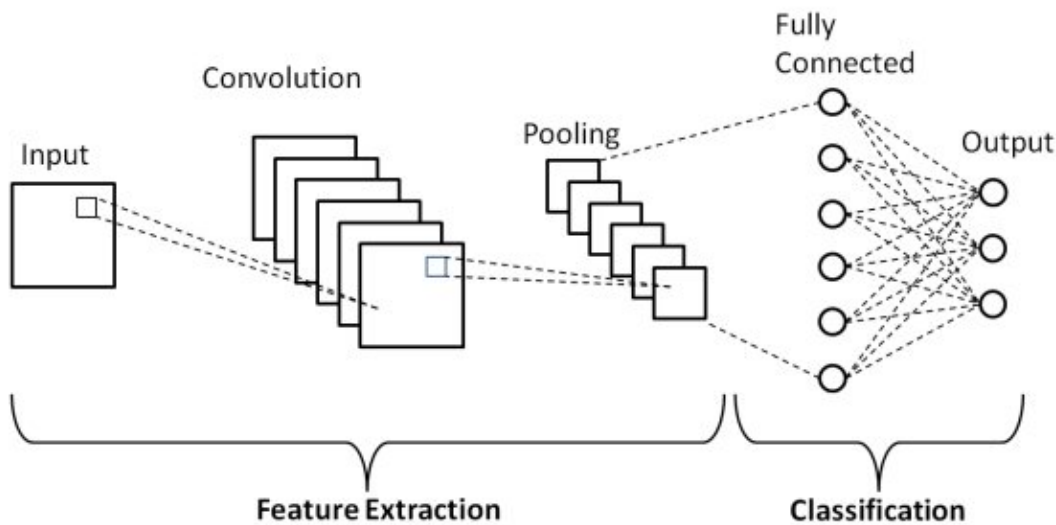 Fully
Connected
Convolution
Pooling
Input
Output
Feature Extraction
Classification